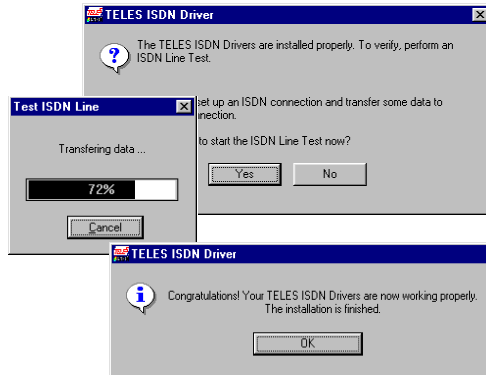 TELES ISDN Driver
The TELES ISDN Drivers are installed properly. To verify, perform an
ISDN Line Test.
set up an ISDN connection and transfer some data to
nnection.
to start the ISDN Line Test now?
Yes No
Test ISDN Line
Transfering data ...
72%
Cancel
TELES ISDN Driver
Congratulations! Your TELES ISDN Drivers are now working properly.
The installation is finished.
OK